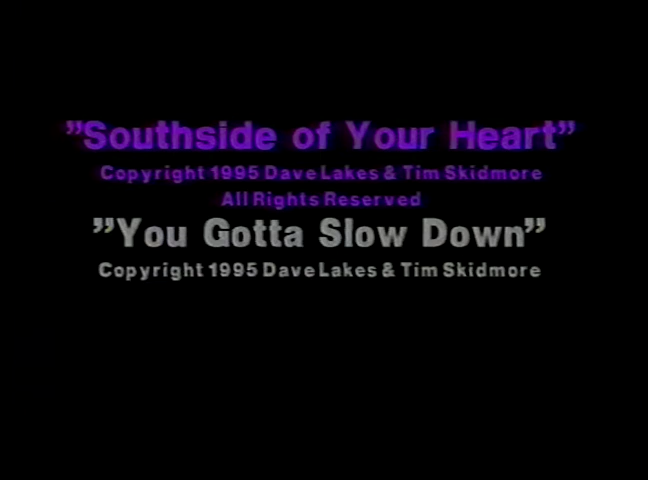 ”Southside of Your Heart”
Copyright 1995 Dave Lakes & Tim Skidmore
All Rights Reserved
”You Gotta Slow Down”
Copyright 1995 Dave Lakes & Tim Skidmore